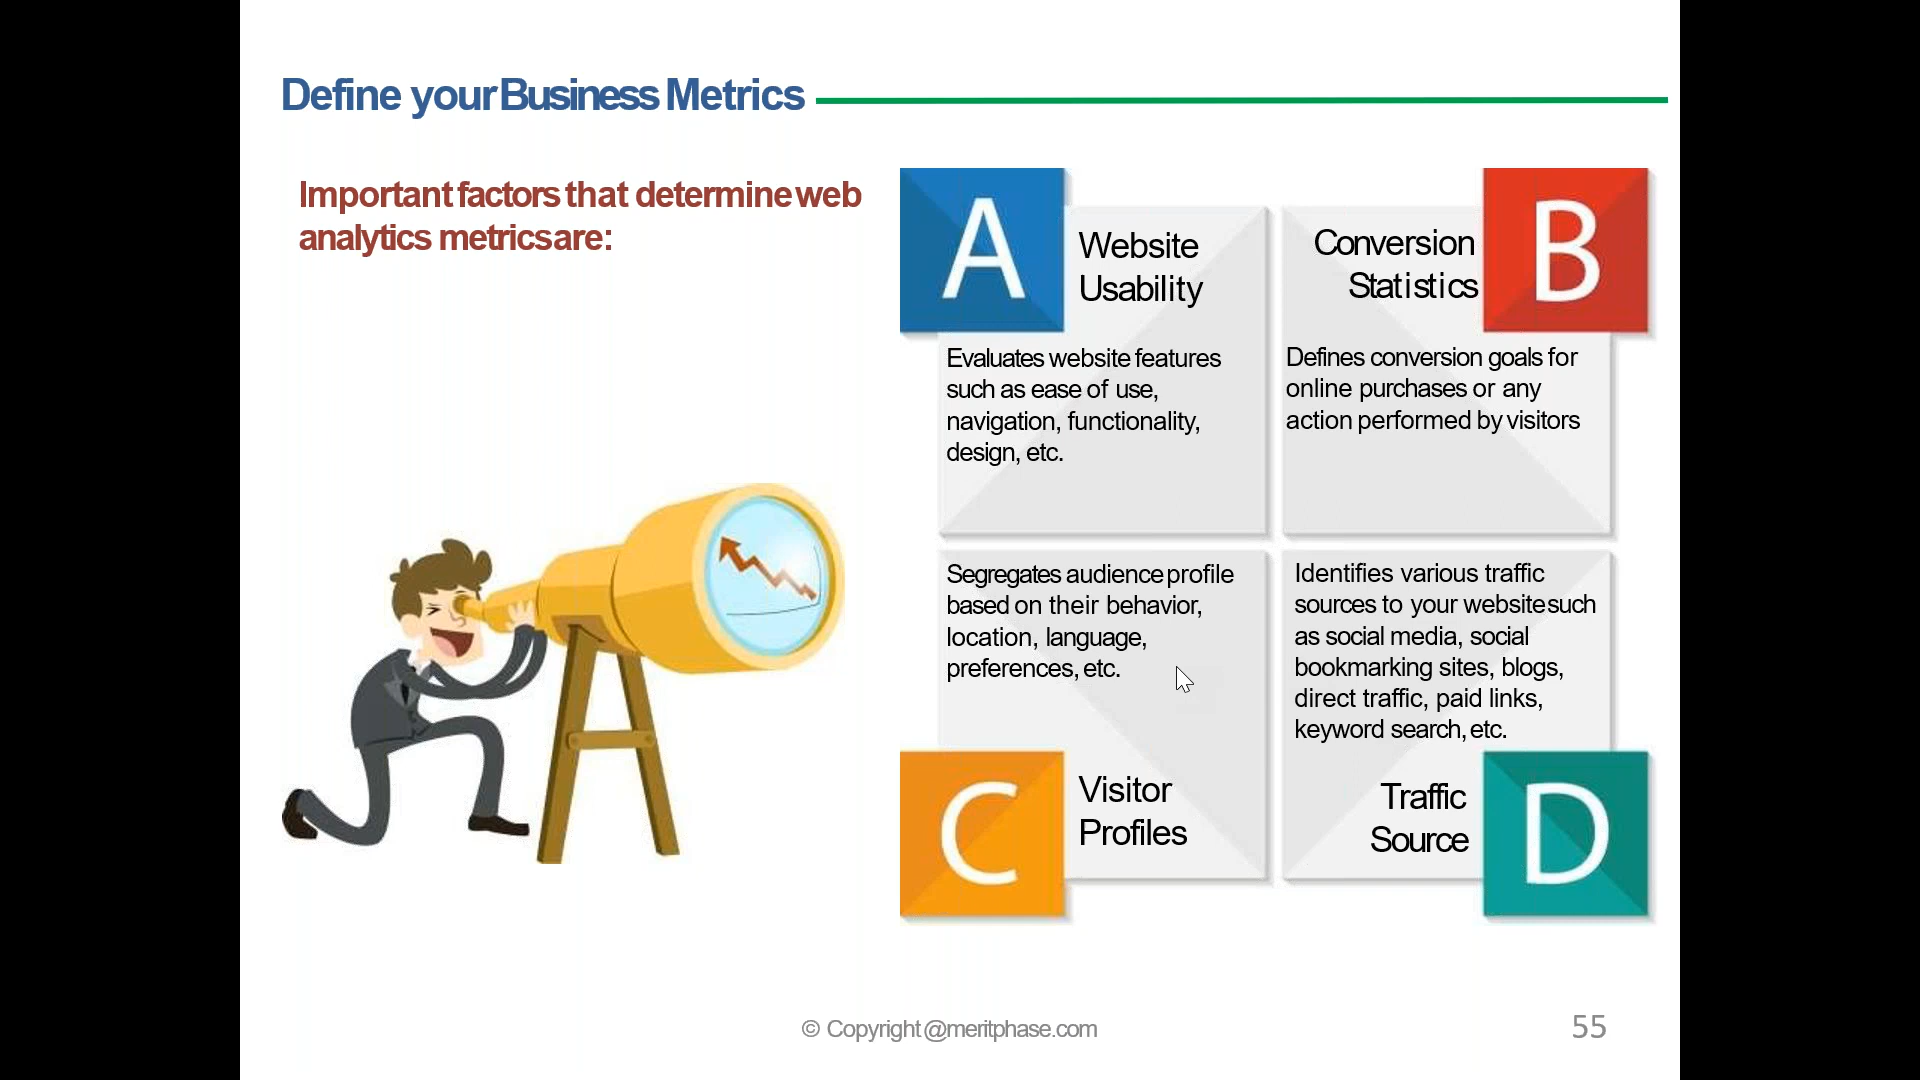 Define your Business Metrics
Important factors that determine web
analytics metrics are:
A
Website
Usability
Evaluates website features
such as ease of use,
navigation, functionality,
design, etc.
B
Conversion
Statistics
Defines conversion goals for
online purchases or any
action performed by visitors
Segregates audience profile
based on their behavior,
location, language,
preferences, etc.
C
Visitor
Profiles
Identifies various traffic
sources to your website such
as social media, social
bookmarking sites, blogs,
direct traffic, paid links,
keyword search, etc.
Traffic
Source
D
© Copyright @meritphase.com
55